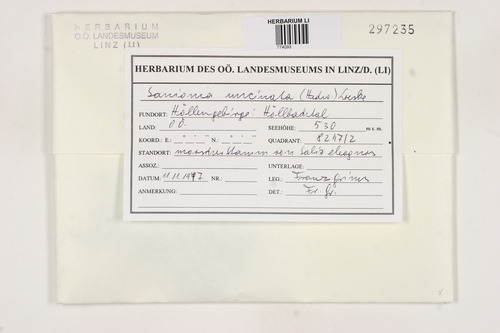 HERBARIUM
O.Ö. LANDESMUSEUM
LINZ (LI)
HERBARIUM LI
774093
297235
HERBARIUM DES OÖ. LANDESMUSEUMS IN LINZ/D. (LI)
Sanionia uncinata (Hedw.) Loeske
FUNDORT: Höllengebirge: Höllbachtal
LAND: OÖ. SEEHÖHE: 530 m s. m.
KOORD.: E.: ° ' " N.: ° ' " QUADRANT: 8247/2
STANDORT: morscher Stamm von Salix eleagnos
ASSOZ.: UNTERLAGE:
DATUM: 11.11.1997 NR.: LEG.: Franz Grims
ANMERKUNG: DET.: Fr. Gr.